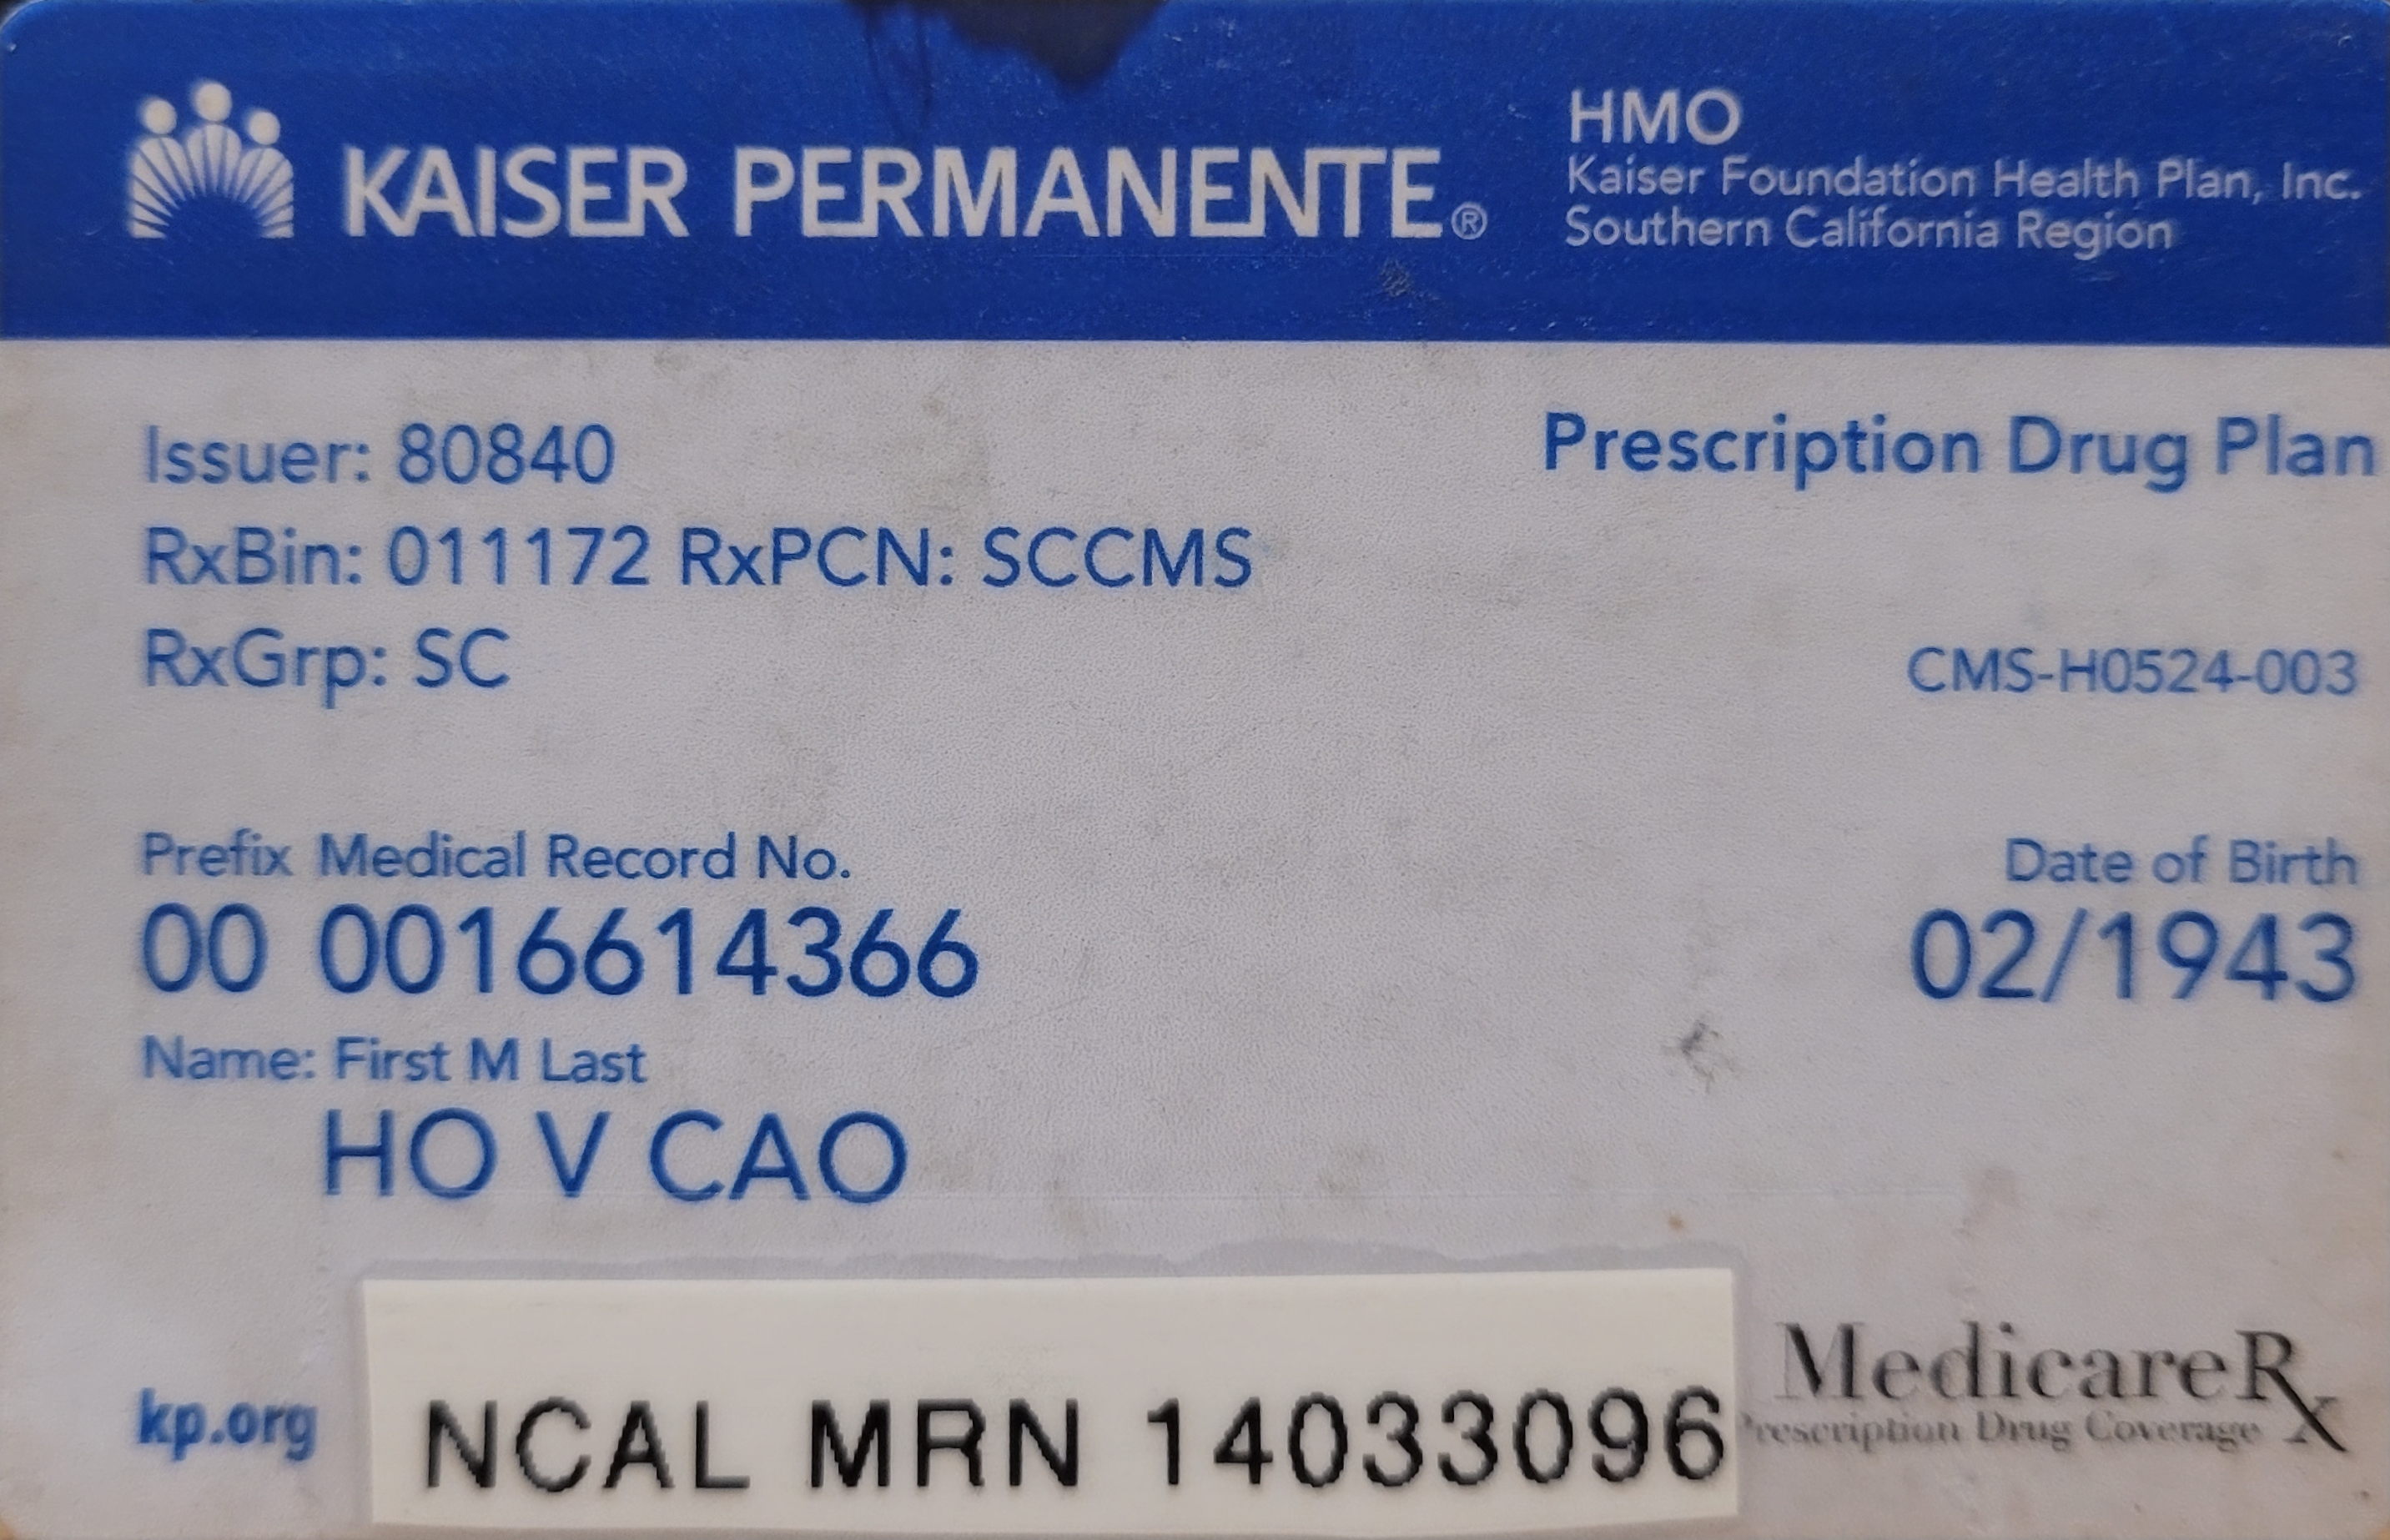 KAISER PERMANENTE®
HMO
Kaiser Foundation Health Plan, Inc.
Southern California Region
Issuer: 80840
Prescription Drug Plan
RxBin: 011172 RxPCN: SCCMS
RxGrp: SC
CMS-H0524-003
Prefix Medical Record No.
00 0016614366
Date of Birth
02/1943
Name: First M Last
HO V CAO
kp.org
NCAL MRN 14033096
MedicareRx
Prescription Drug Coverage